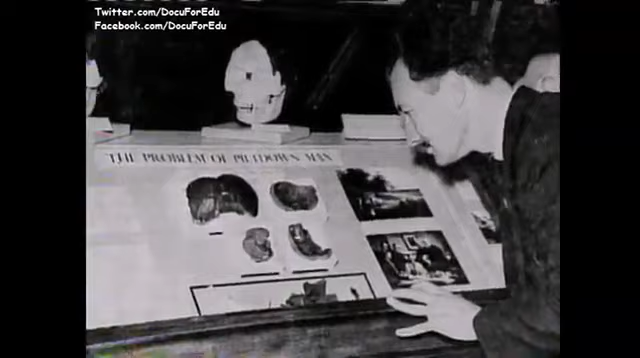 Twitter.com/DocuForEdu
Facebook.com/DocuForEdu
THE PROBLEM OF PILTDOWN MAN